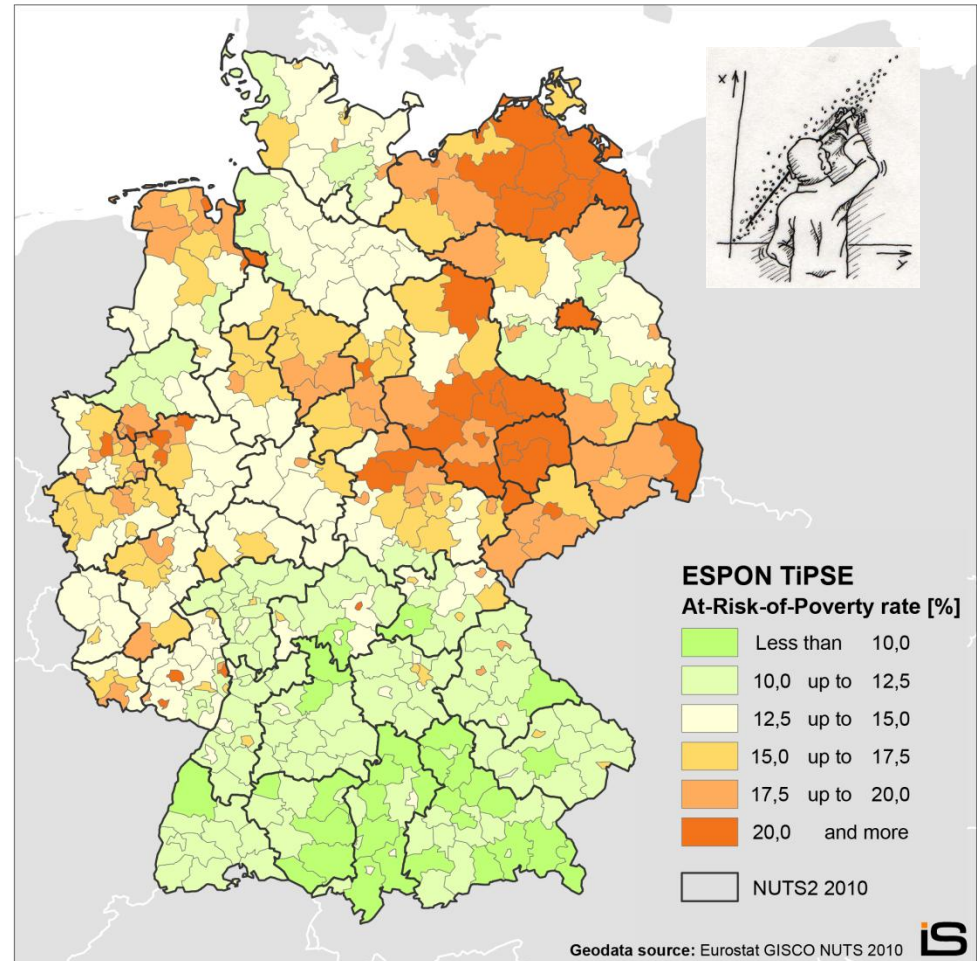 x
y
ESPON TiPSE
At-Risk-of-Poverty rate [%]
Less than 10,0
10,0 up to 12,5
12,5 up to 15,0
15,0 up to 17,5
17,5 up to 20,0
20,0 and more
NUTS2 2010
Geodata source: Eurostat GISCO NUTS 2010
iS